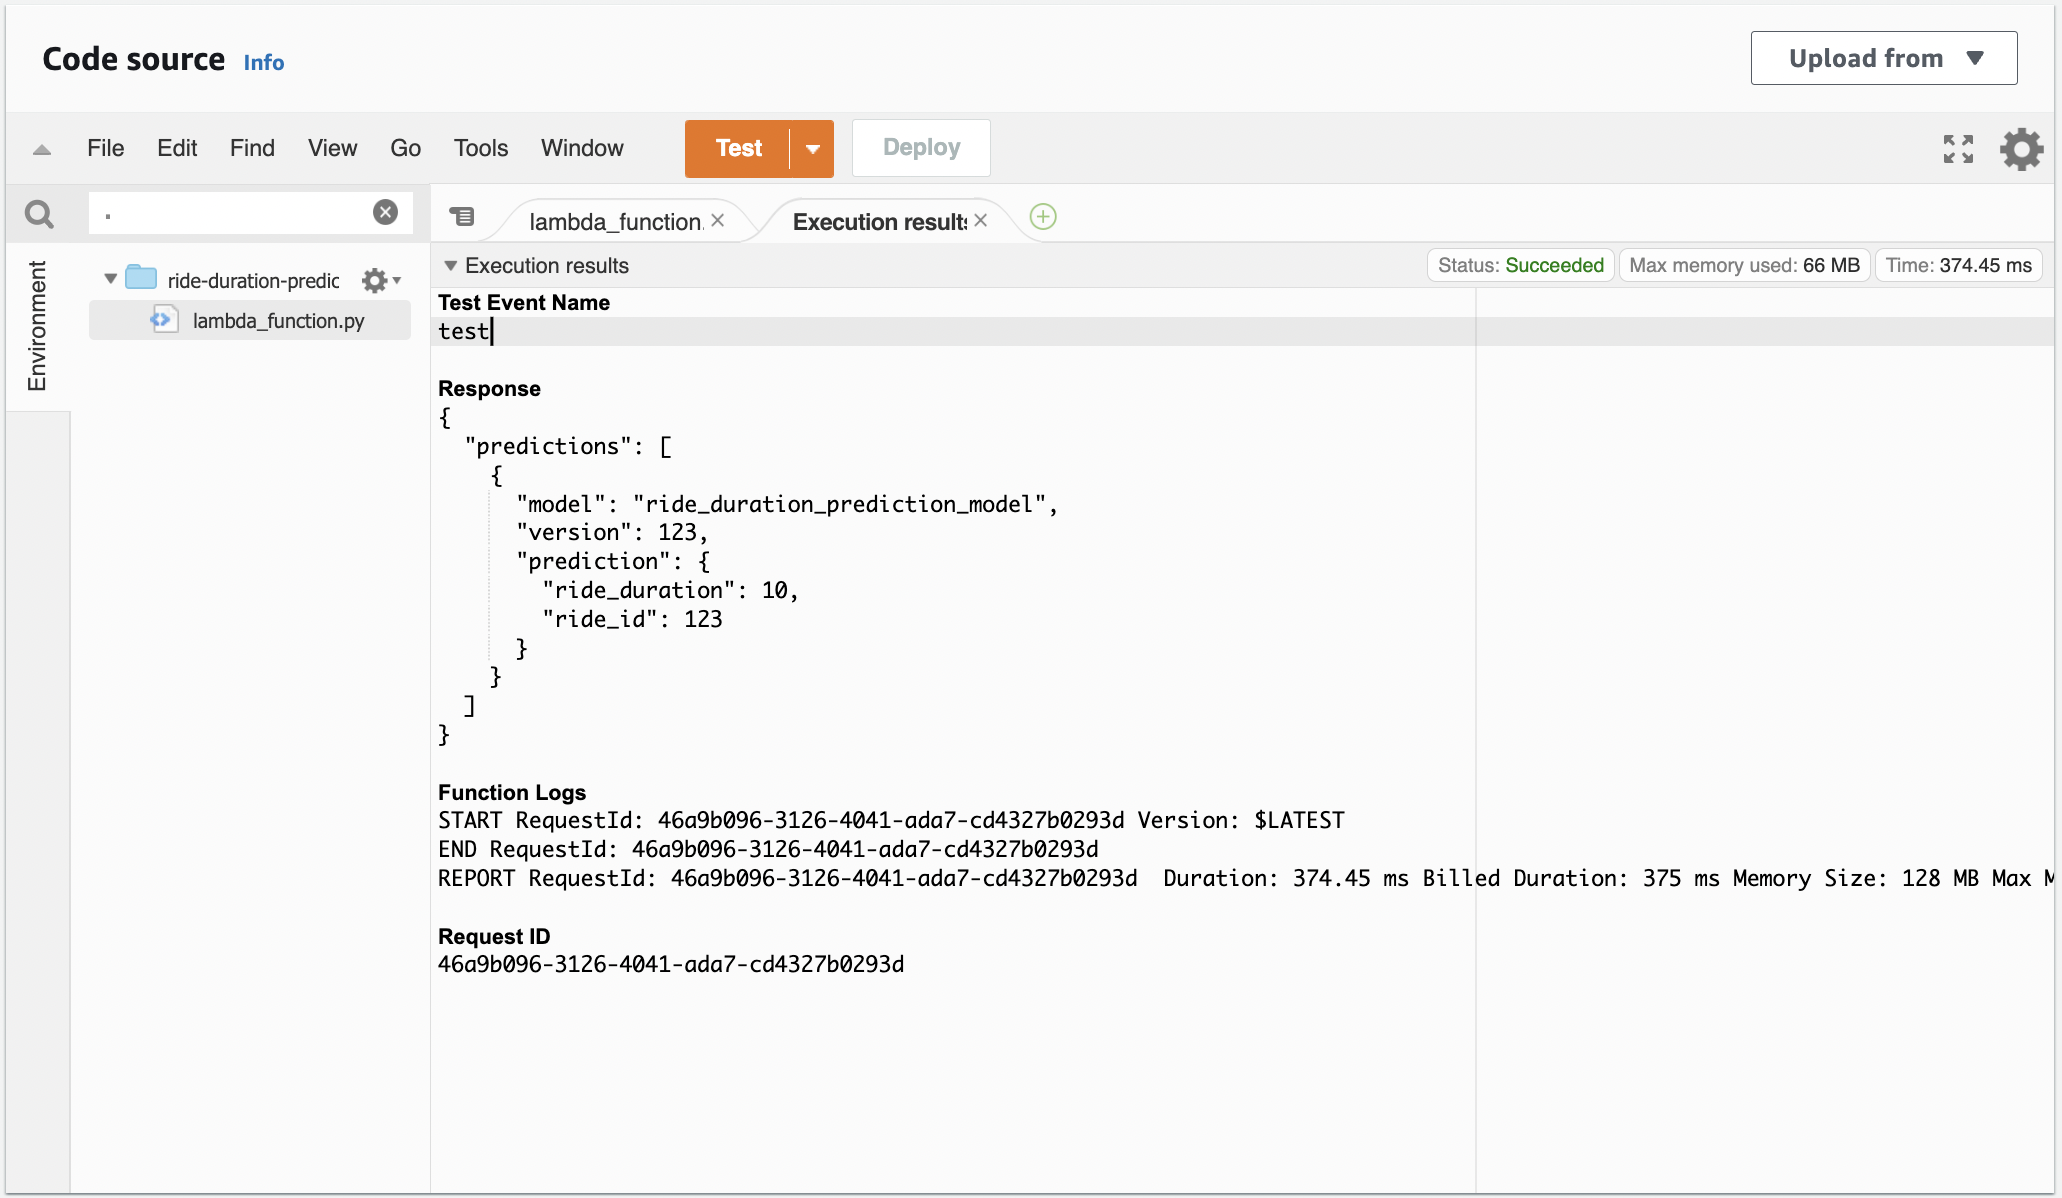 Code source Info
Upload from
File Edit Find View Go Tools Window Test Deploy
.
lambda_function. Execution results
Environment
ride-duration-predic
lambda_function.py
Execution results Status: Succeeded Max memory used: 66 MB Time: 374.45 ms
Test Event Name
test
Response
{
  "predictions": [
    {
      "model": "ride_duration_prediction_model",
      "version": 123,
      "prediction": {
        "ride_duration": 10,
        "ride_id": 123
      }
    }
  ]
}
Function Logs
START RequestId: 46a9b096-3126-4041-ada7-cd4327b0293d Version: $LATEST
END RequestId: 46a9b096-3126-4041-ada7-cd4327b0293d
REPORT RequestId: 46a9b096-3126-4041-ada7-cd4327b0293d  Duration: 374.45 ms Billed Duration: 375 ms Memory Size: 128 MB Max M
Request ID
46a9b096-3126-4041-ada7-cd4327b0293d